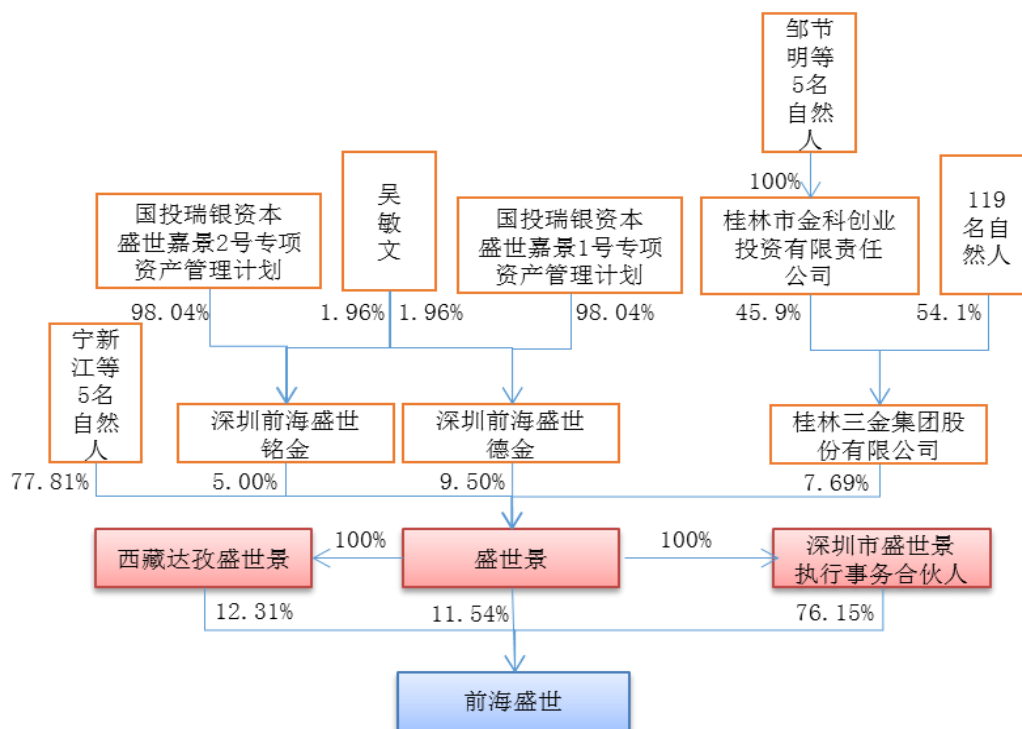 邹节
明等
5名
自然
人
100%
吴
敏
文
国投瑞银资本
盛世嘉景2号专项
资产管理计划
国投瑞银资本
盛世嘉景1号专项
资产管理计划
桂林市金科创业
投资有限责任
公司
119
名自
然人
98.04%
1.96%
1.96%
98.04%
45.9%
54.1%
宁新
江等
5名
自然
人
深圳前海盛世
铭金
深圳前海盛世
德金
桂林三金集团股
份有限公司
77.81%
5.00%
9.50%
7.69%
西藏达孜盛世景
100%
盛世景
100%
深圳市盛世景
执行事务合伙人
12.31%
11.54%
76.15%
前海盛世